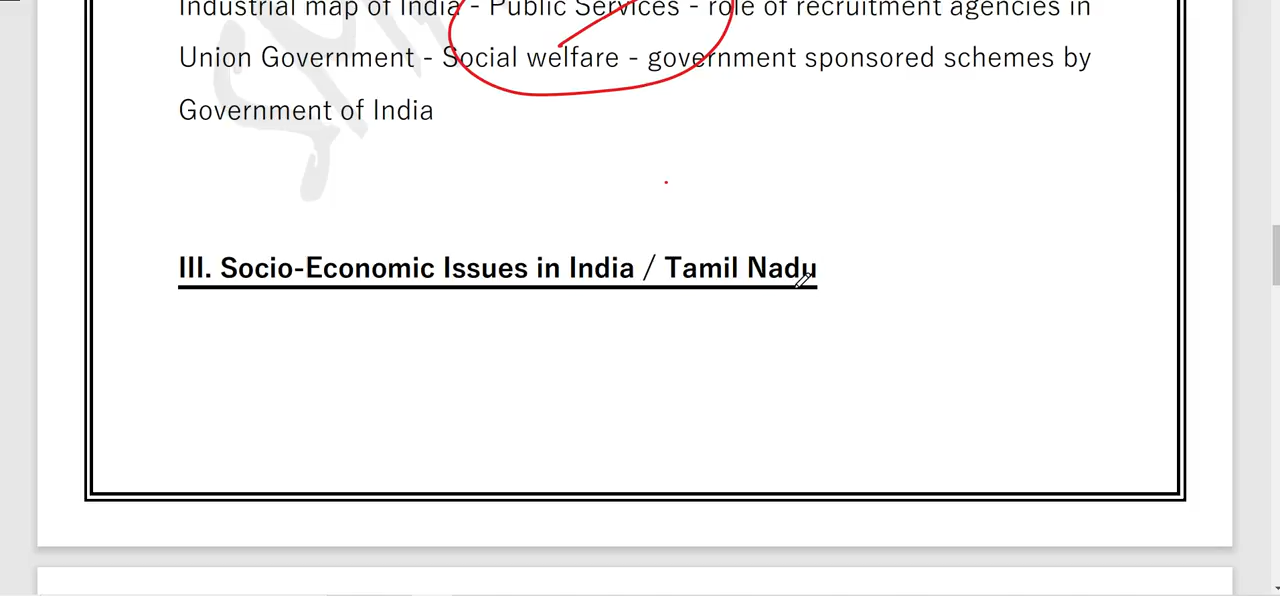 Industrial map of India - Public Services - role of recruitment agencies in
Union Government - Social welfare - government sponsored schemes by
Government of India
III. Socio-Economic Issues in India / Tamil Nadu